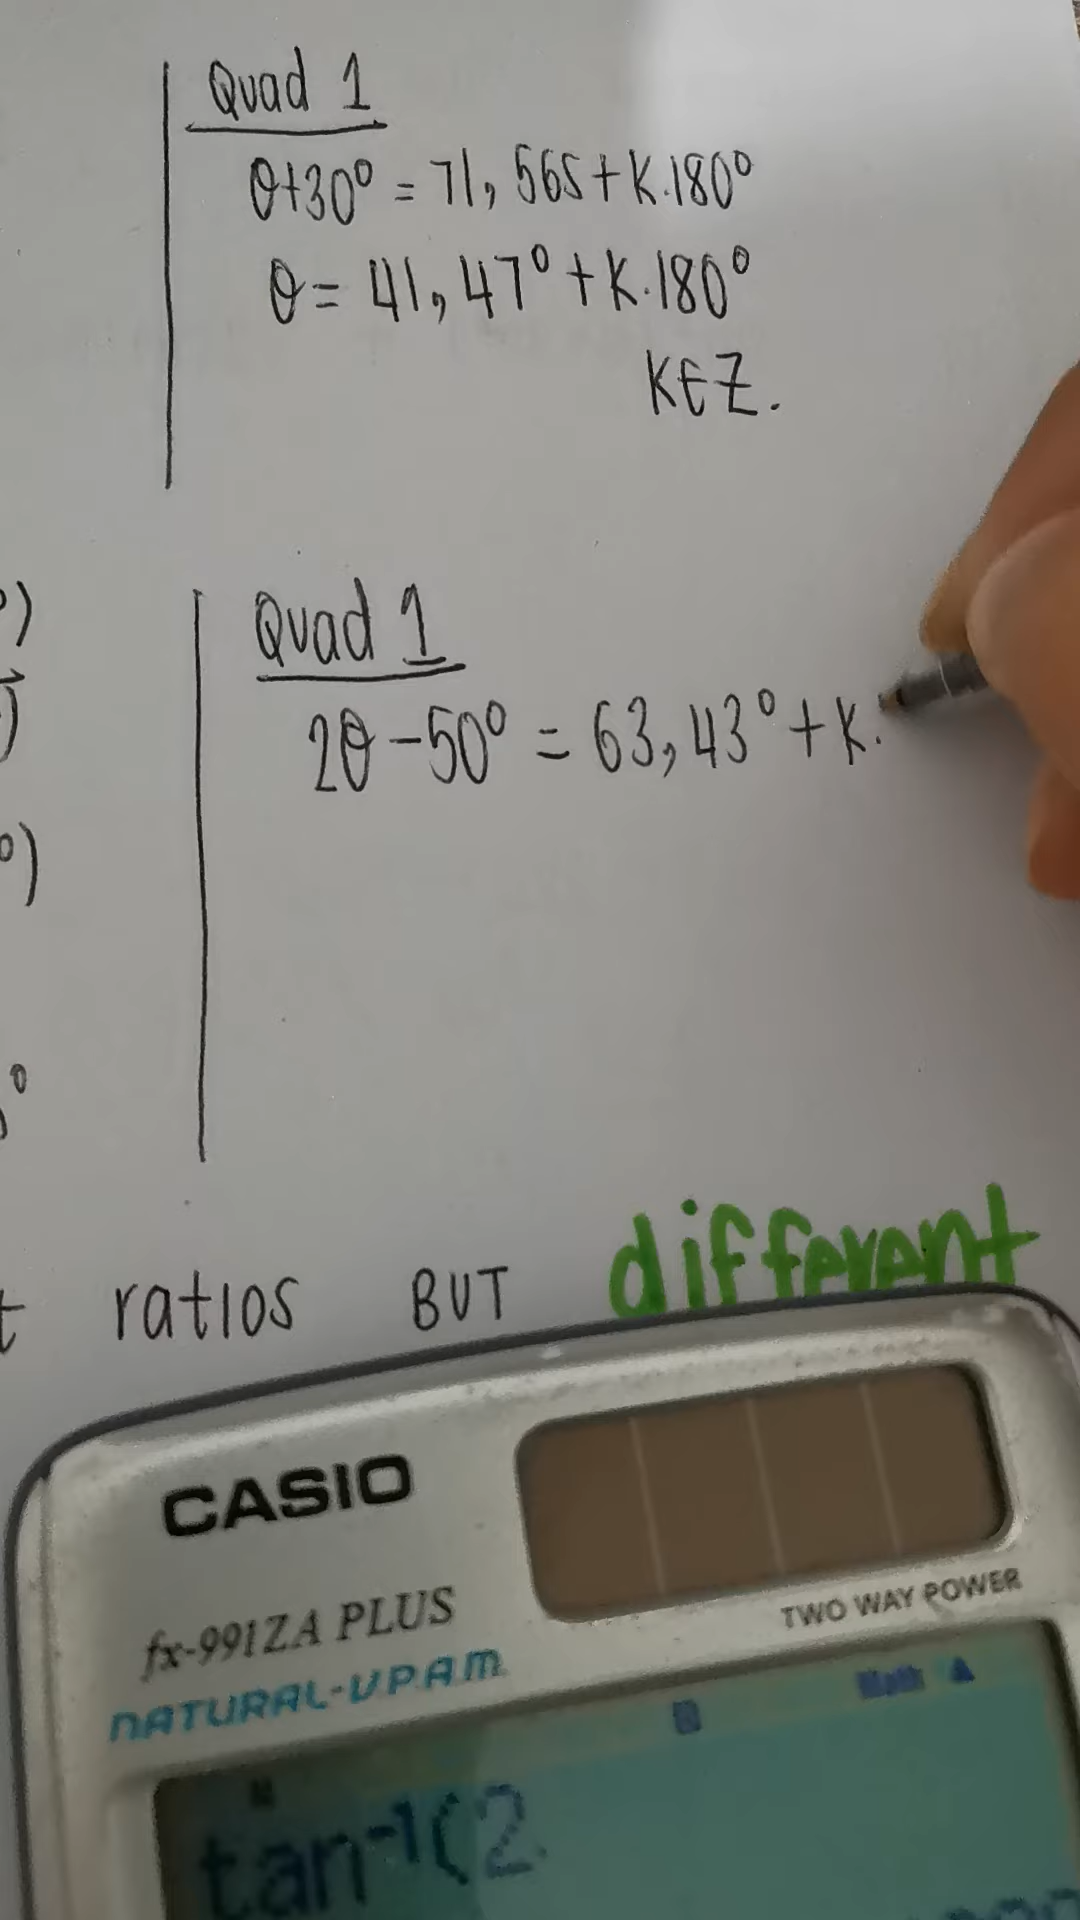 Quad 1
θ+30° = 71,565+K.180°
θ = 41,47° + K.180°
K∈Z.
Quad 1
2θ-50° = 63,43° + K.
ratios BUT different
CASIO
fx-991ZA PLUS
TWO WAY POWER
NATURAL-V.P.A.M.
Math ▲
tan⁻¹(2